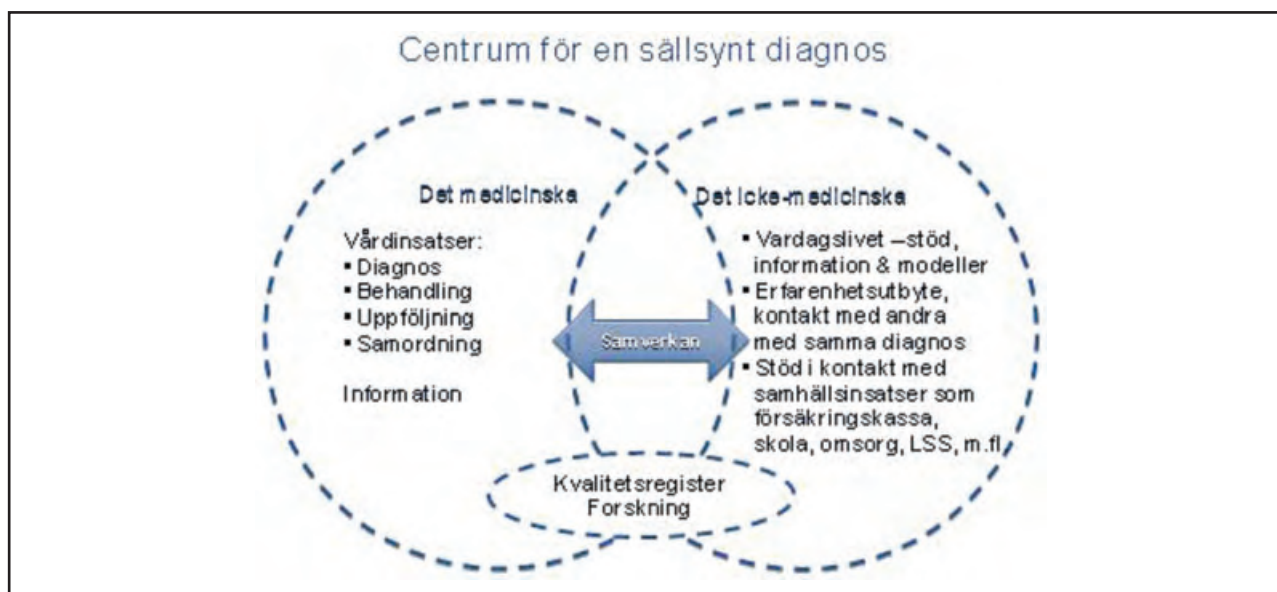 Centrum för en sällsynt diagnos
Det medicinska
Vårdinsatser:
▪ Diagnos
▪ Behandling
▪ Uppföljning
▪ Samordning
Information
Samverkan
Det icke-medicinska
▪ Vardagslivet –stöd,
information & modeller
▪ Erfarenhetsutbyte,
kontakt med andra
med samma diagnos
▪ Stöd i kontakt med
samhällsinsatser som
försäkringskassa,
skola, omsorg, LSS, m.fl
Kvalitetsregister
Forskning